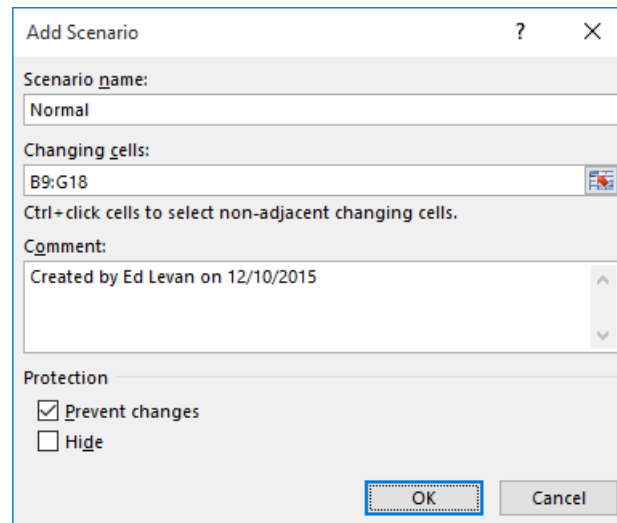 Add Scenario
Scenario name:
Normal
Changing cells:
B9:G18
Ctrl+click cells to select non-adjacent changing cells.
Comment:
Created by Ed Levan on 12/10/2015
Protection
Prevent changes
Hide
OK Cancel